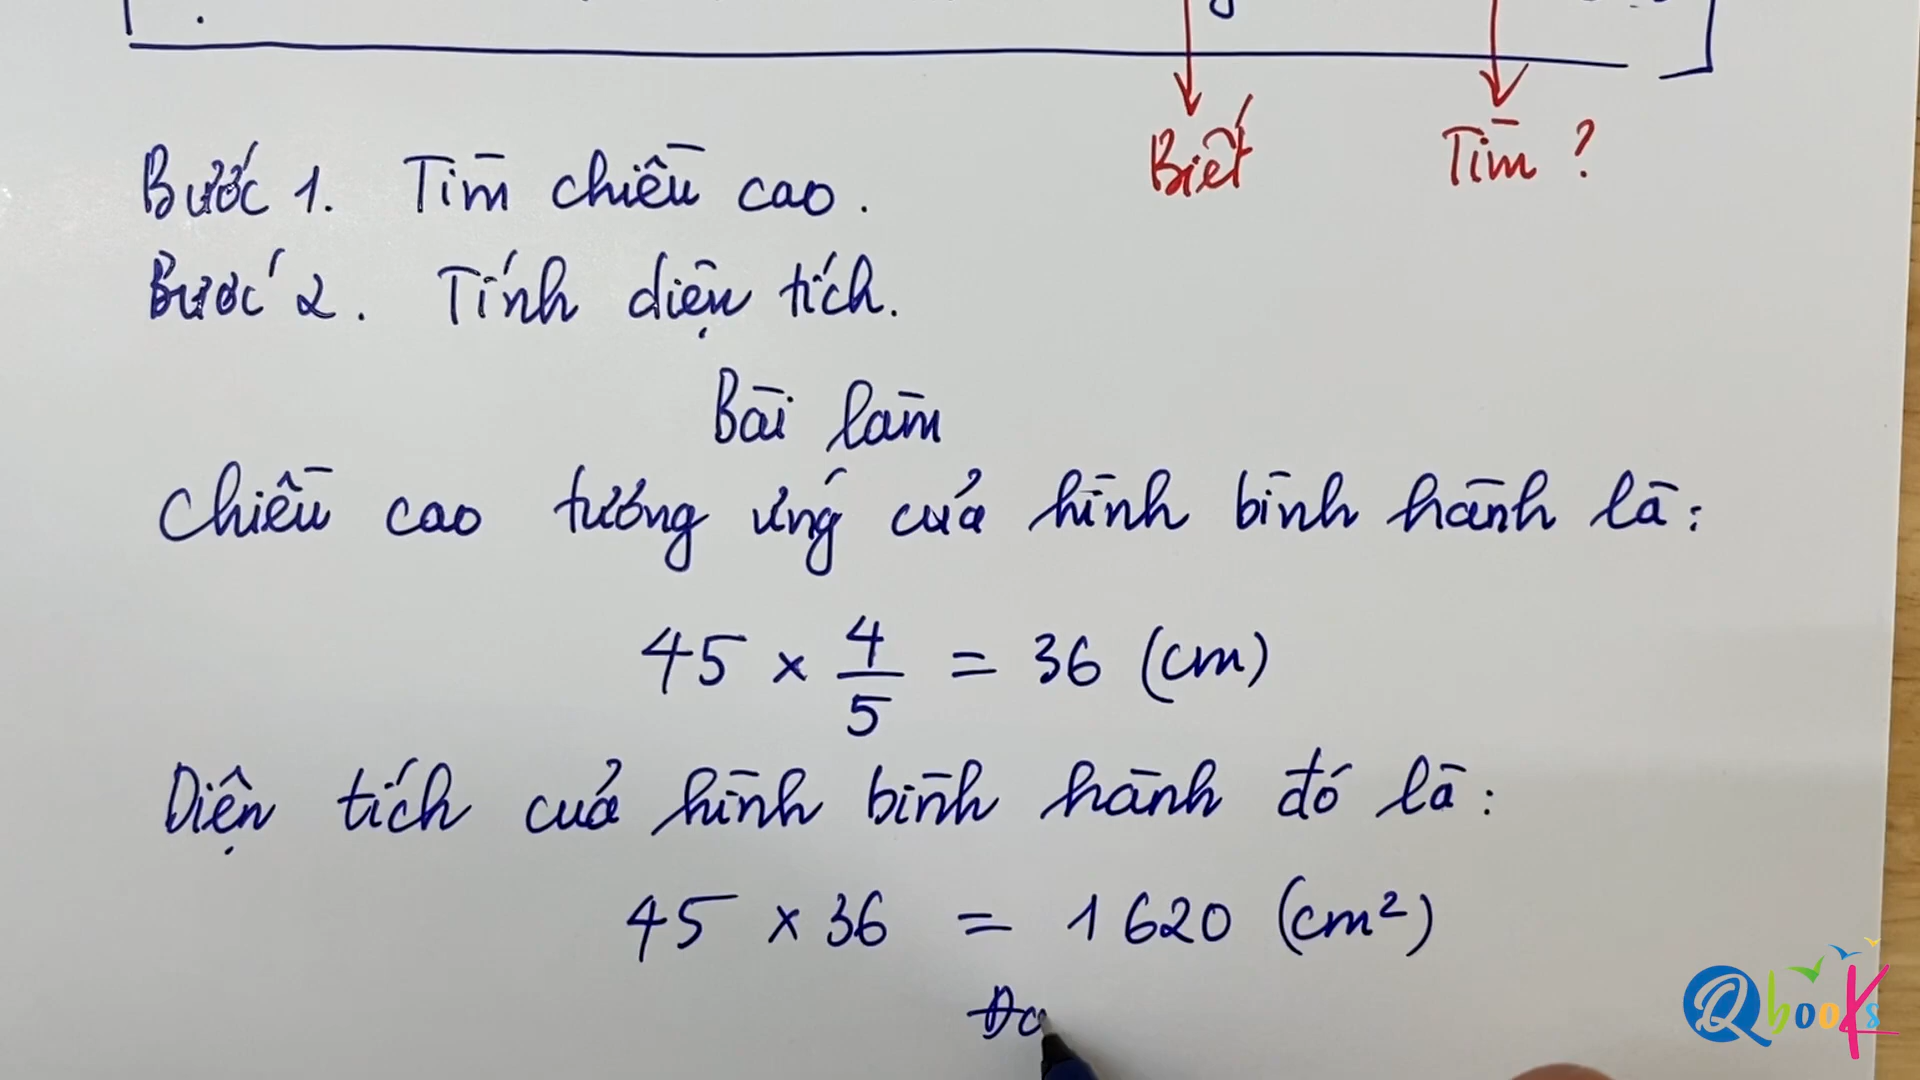 Biết Tìm ?
Bước 1. Tìm chiều cao.
Bước 2. Tính diện tích.
Bài làm
Chiều cao tương ứng của hình bình hành là:
45 × 4/5 = 36 (cm)
Diện tích của hình bình hành đó là:
45 × 36 = 1 620 (cm²)
Đá
Qbooks